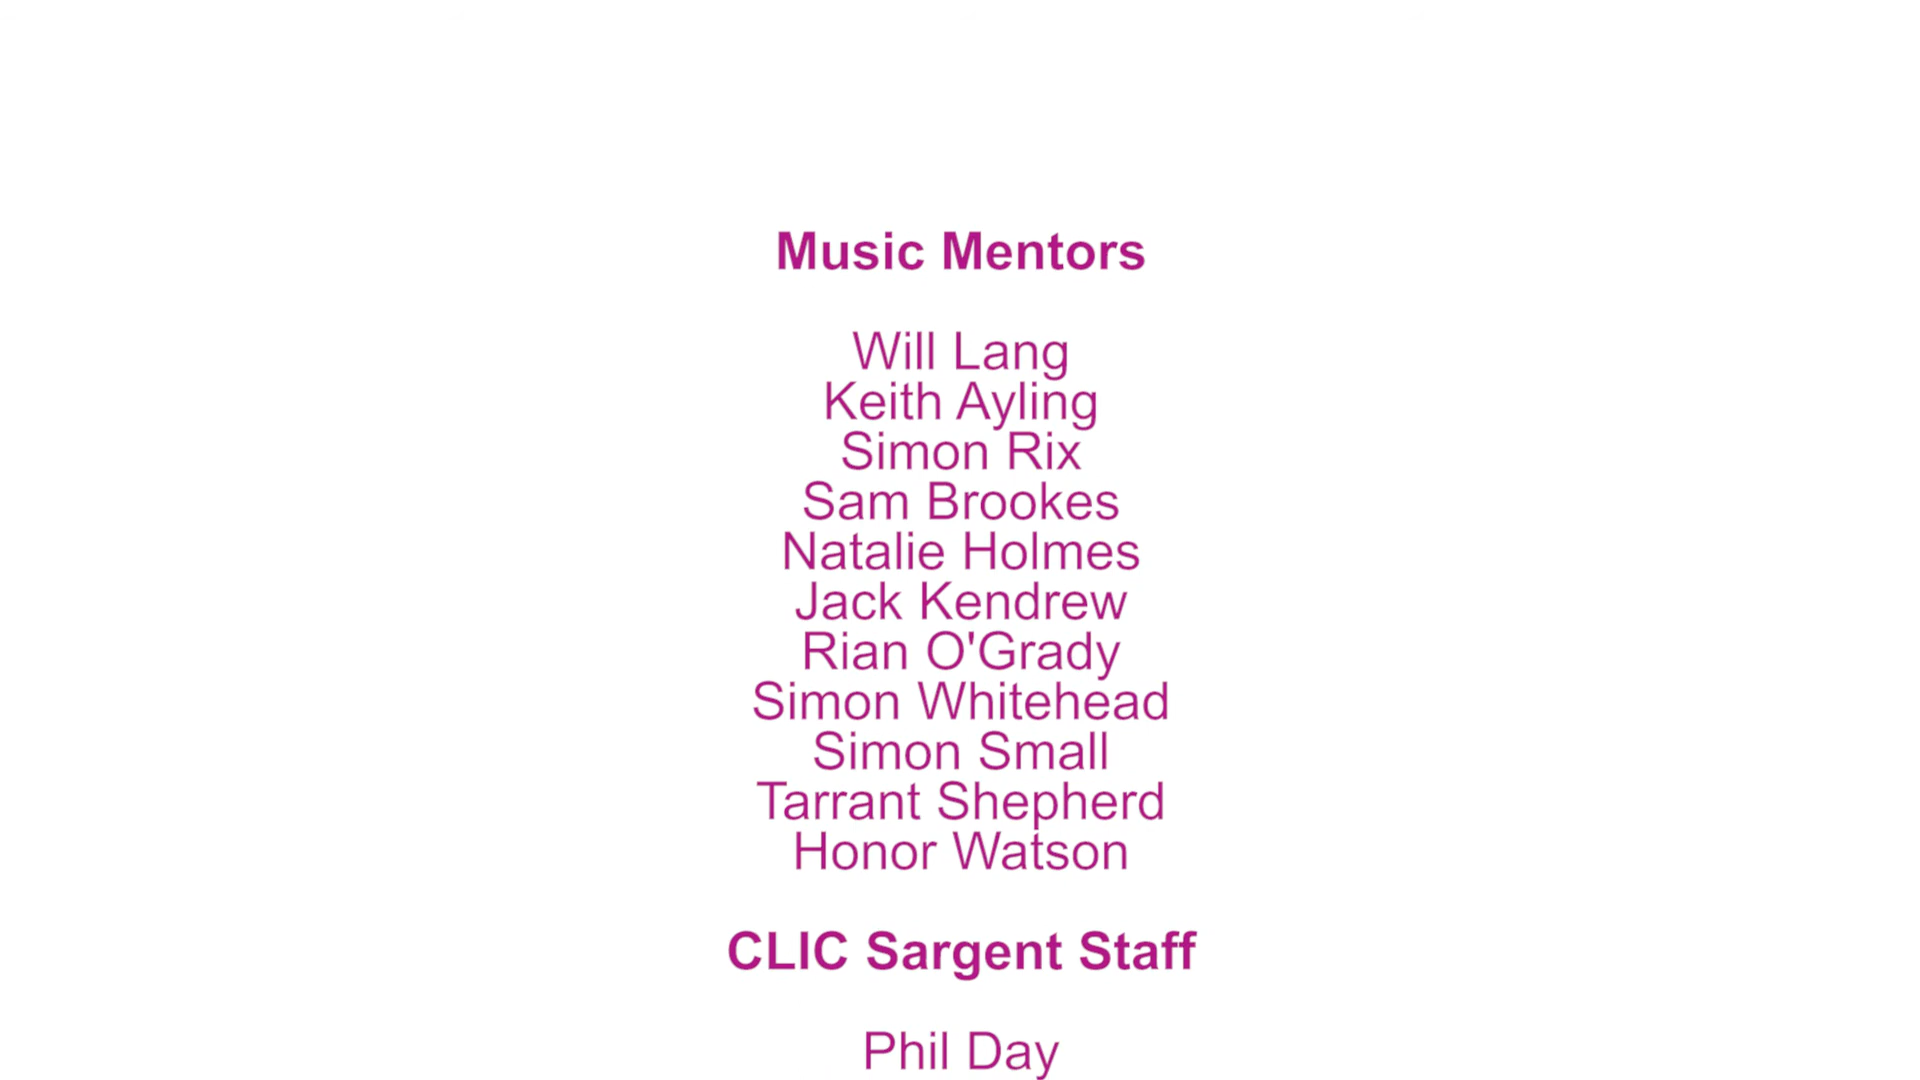 Music Mentors
Will Lang
Keith Ayling
Simon Rix
Sam Brookes
Natalie Holmes
Jack Kendrew
Rian O'Grady
Simon Whitehead
Simon Small
Tarrant Shepherd
Honor Watson
CLIC Sargent Staff
Phil Day